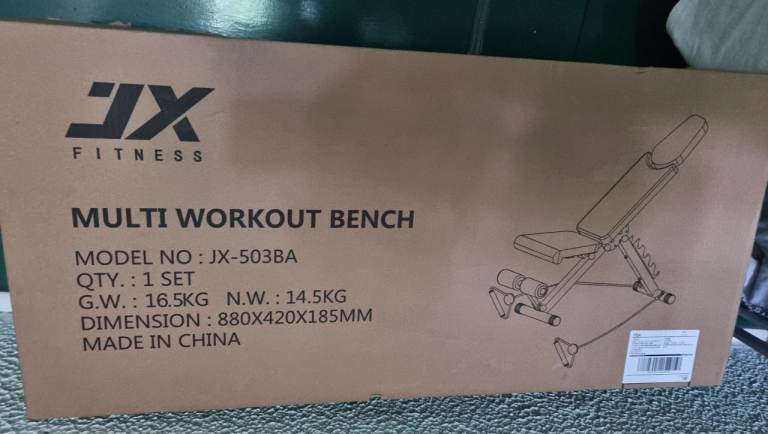 JX
FITNESS
MULTI WORKOUT BENCH
MODEL NO : JX-503BA
QTY. : 1 SET
G.W. : 16.5KG N.W. : 14.5KG
DIMENSION : 880X420X185MM
MADE IN CHINA